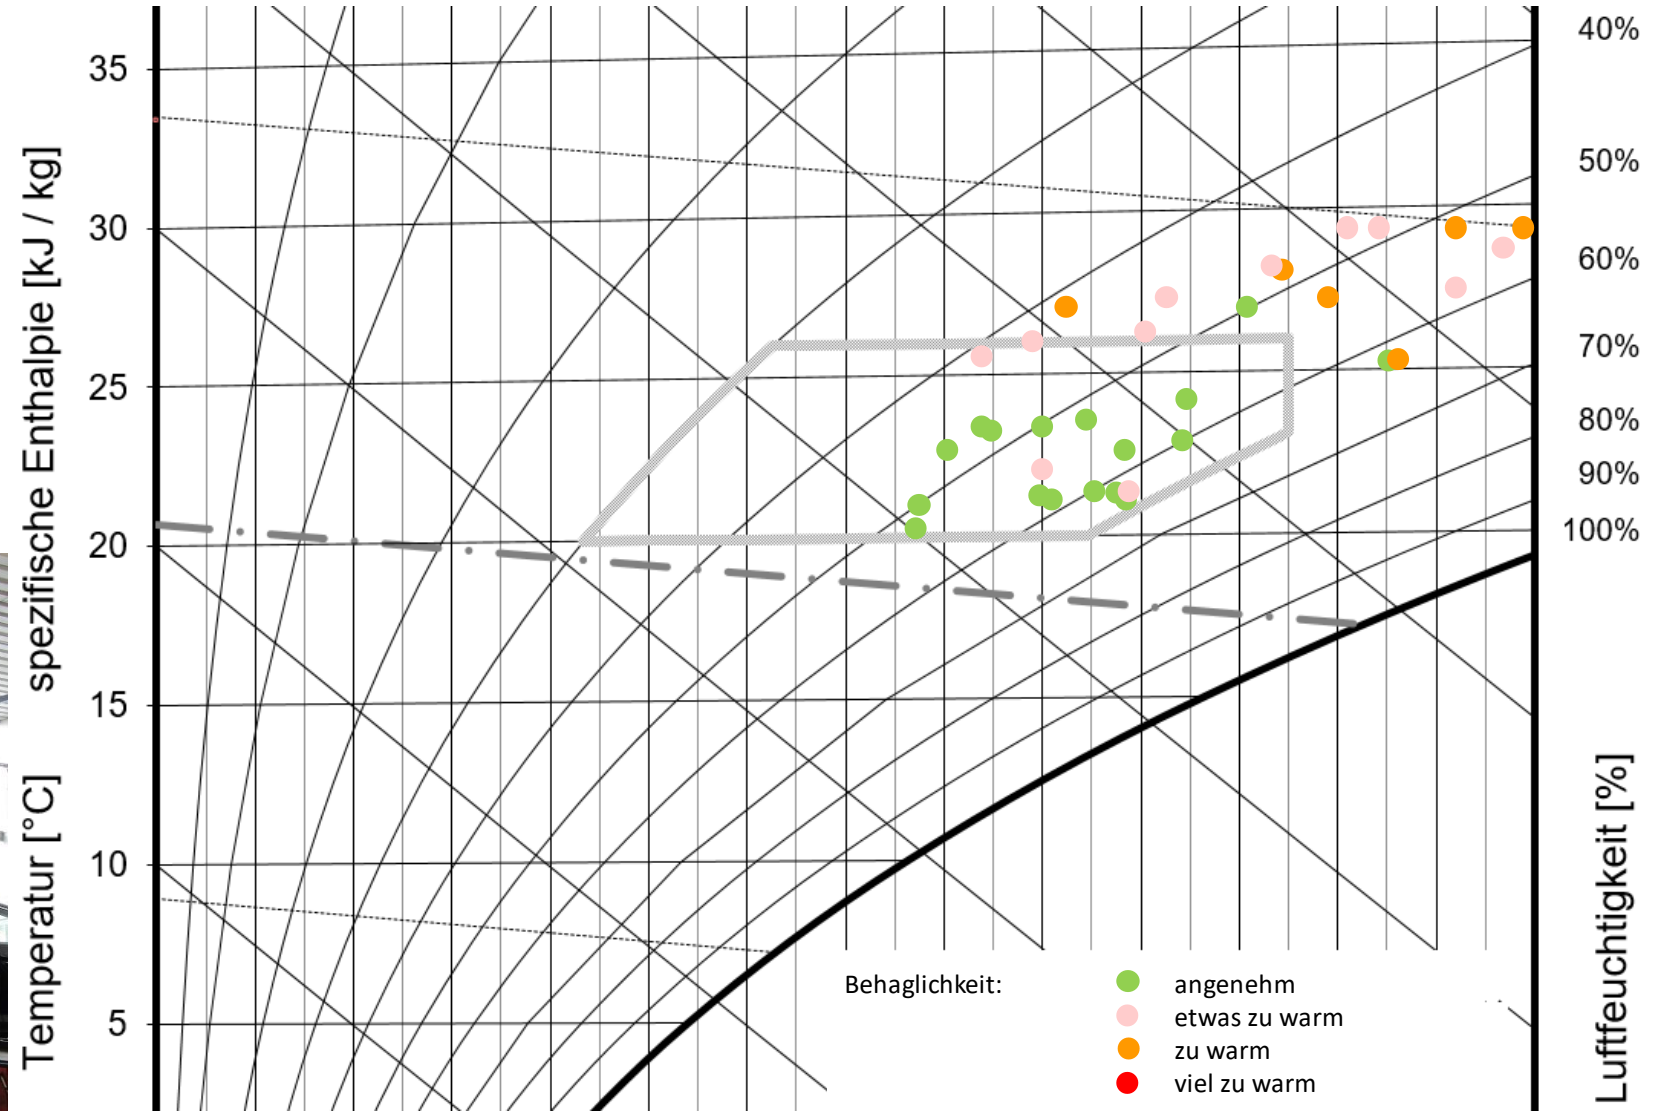 spezifische Enthalpie [kJ / kg]
Temperatur [°C]
35
30
25
20
15
10
5
40%
50%
60%
70%
80%
90%
100%
Luftfeuchtigkeit [%]
Behaglichkeit:
angenehm
etwas zu warm
zu warm
viel zu warm